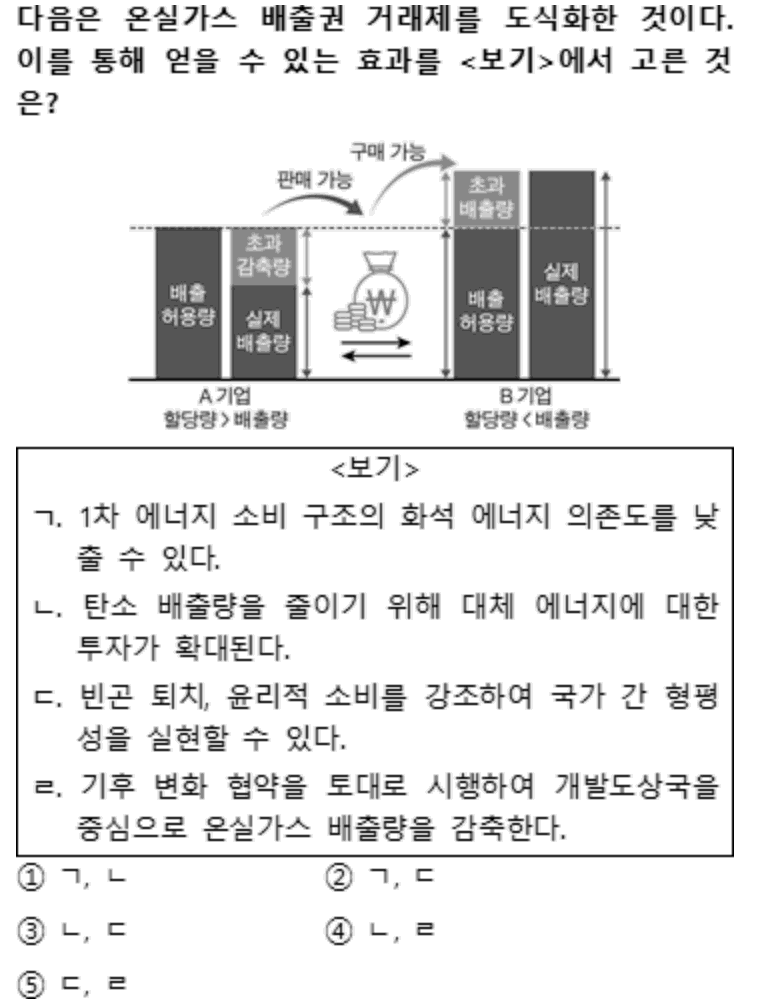 다음은 온실가스 배출권 거래제를 도식화한 것이다.
이를 통해 얻을 수 있는 효과를 <보기>에서 고른 것
은?
구매 가능
판매 가능
초과
배출량
초과
감축량
배출
허용량
실제
배출량
₩
배출
허용량
실제
배출량
A 기업
할당량 > 배출량
B 기업
할당량 < 배출량
<보기>
ㄱ. 1차 에너지 소비 구조의 화석 에너지 의존도를 낮
출 수 있다.
ㄴ. 탄소 배출량을 줄이기 위해 대체 에너지에 대한
투자가 확대된다.
ㄷ. 빈곤 퇴치, 윤리적 소비를 강조하여 국가 간 형평
성을 실현할 수 있다.
ㄹ. 기후 변화 협약을 토대로 시행하여 개발도상국을
중심으로 온실가스 배출량을 감축한다.
① ㄱ, ㄴ ② ㄱ, ㄷ
③ ㄴ, ㄷ ④ ㄴ, ㄹ
⑤ ㄷ, ㄹ